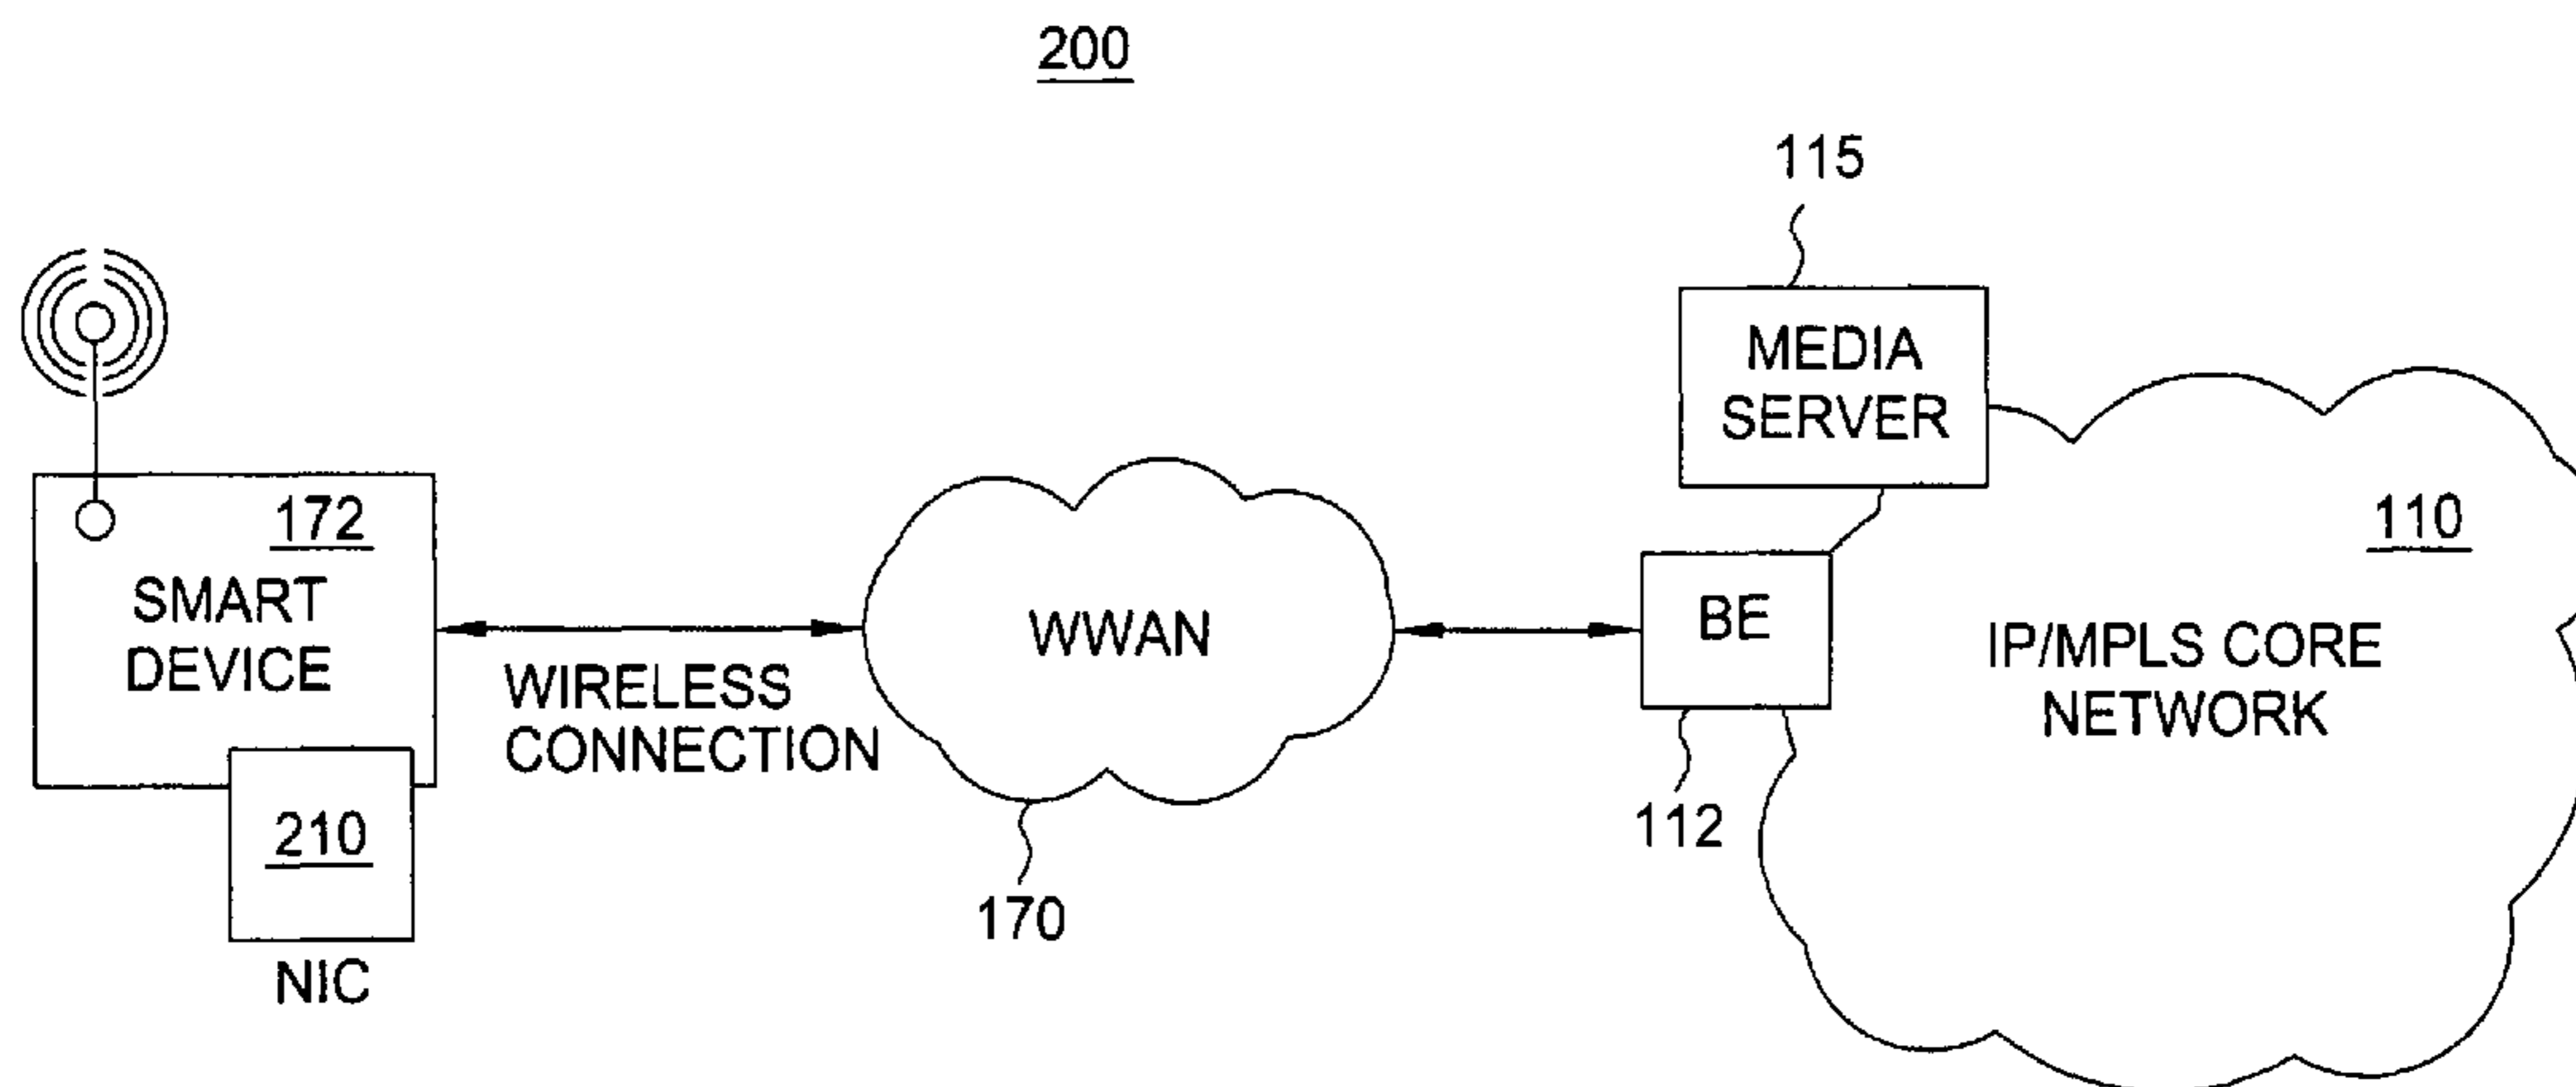 200
115
MEDIA
SERVER
172
SMART
DEVICE
110
WIRELESS
CONNECTION
WWAN
BE
IP/MPLS CORE
NETWORK
210
112
170
NIC